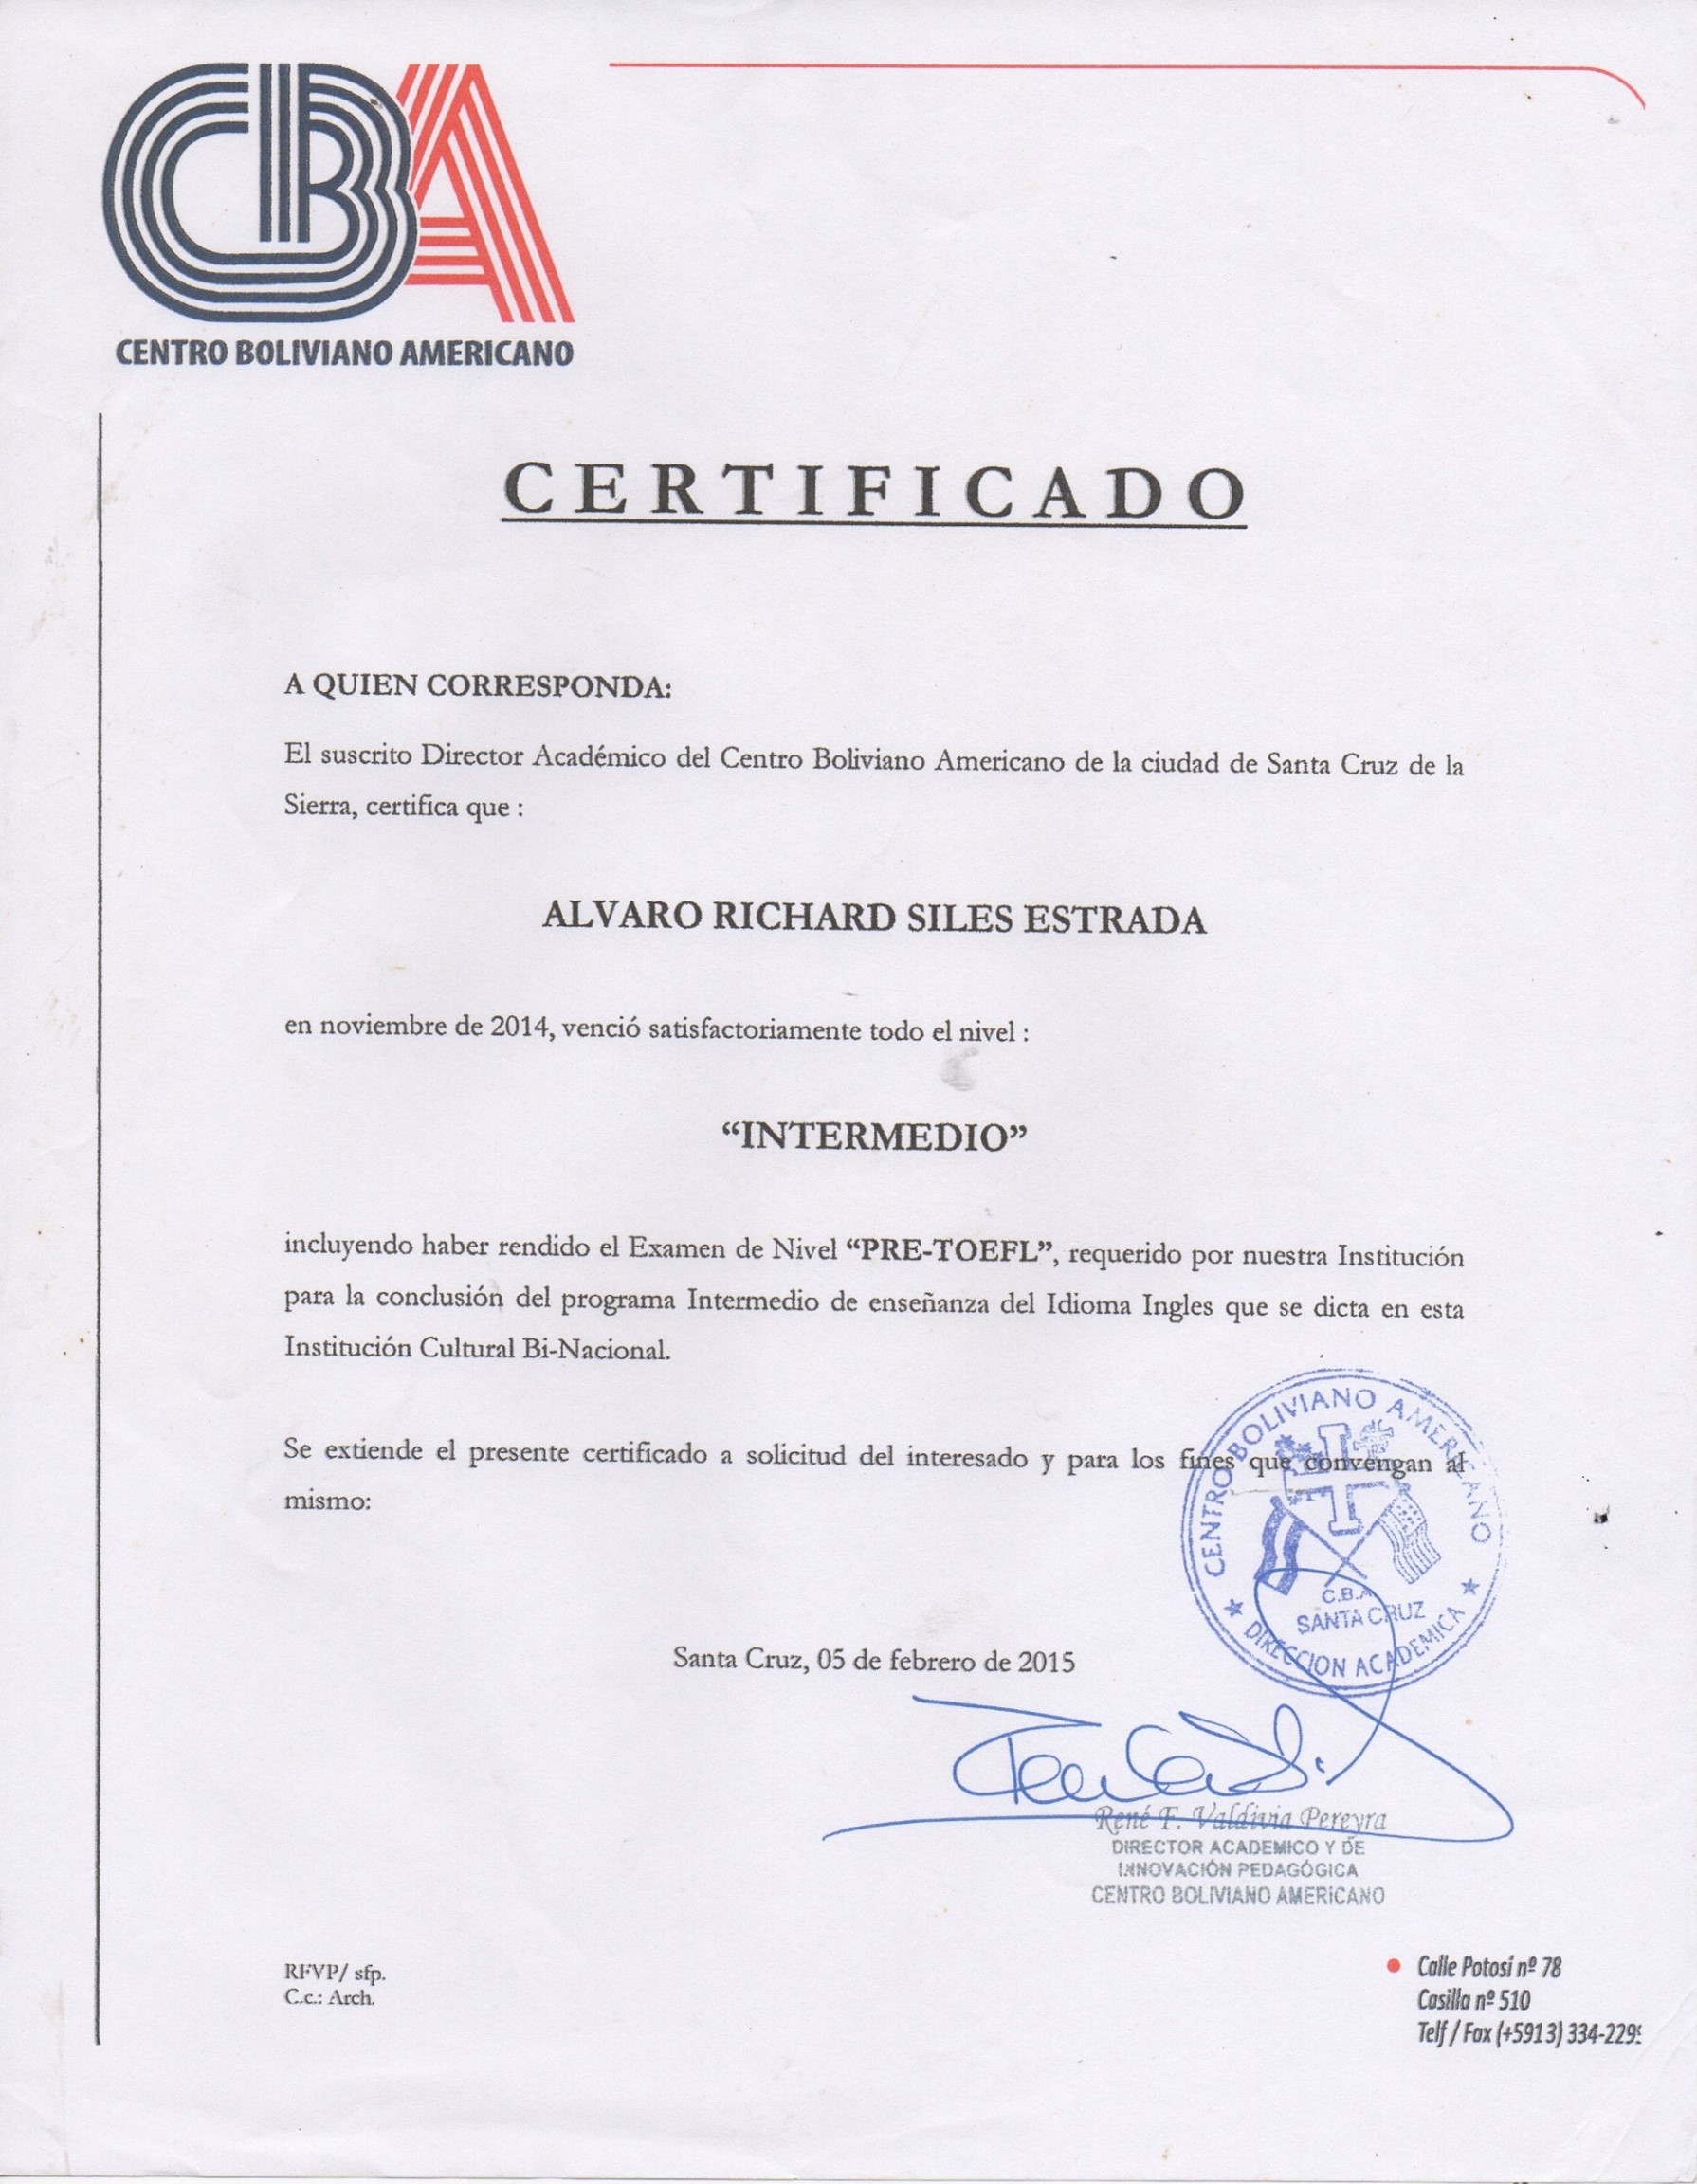 CBA
CENTRO BOLIVIANO AMERICANO
CERTIFICADO
A QUIEN CORRESPONDA:
El suscrito Director Académico del Centro Boliviano Americano de la ciudad de Santa Cruz de la
Sierra, certifica que :
ALVARO RICHARD SILES ESTRADA
en noviembre de 2014, venció satisfactoriamente todo el nivel :
“INTERMEDIO”
incluyendo haber rendido el Examen de Nivel “PRE-TOEFL”, requerido por nuestra Institución
para la conclusión del programa Intermedio de enseñanza del Idioma Ingles que se dicta en esta
Institución Cultural Bi-Nacional.
Se extiende el presente certificado a solicitud del interesado y para los fines que convengan al
mismo:
CENTRO BOLIVIANO AMERICANO
C.B.A
SANTA CRUZ
DIRECCION ACADEMICA
Santa Cruz, 05 de febrero de 2015
René F. Valdivia Pereyra
DIRECTOR ACADEMICO Y DE
INNOVACIÓN PEDAGÓGICA
CENTRO BOLIVIANO AMERICANO
RFVP/ sfp.
C.c.: Arch.
Calle Potosí nº 78
Casilla nº 510
Telf / Fax (+5913) 334-229